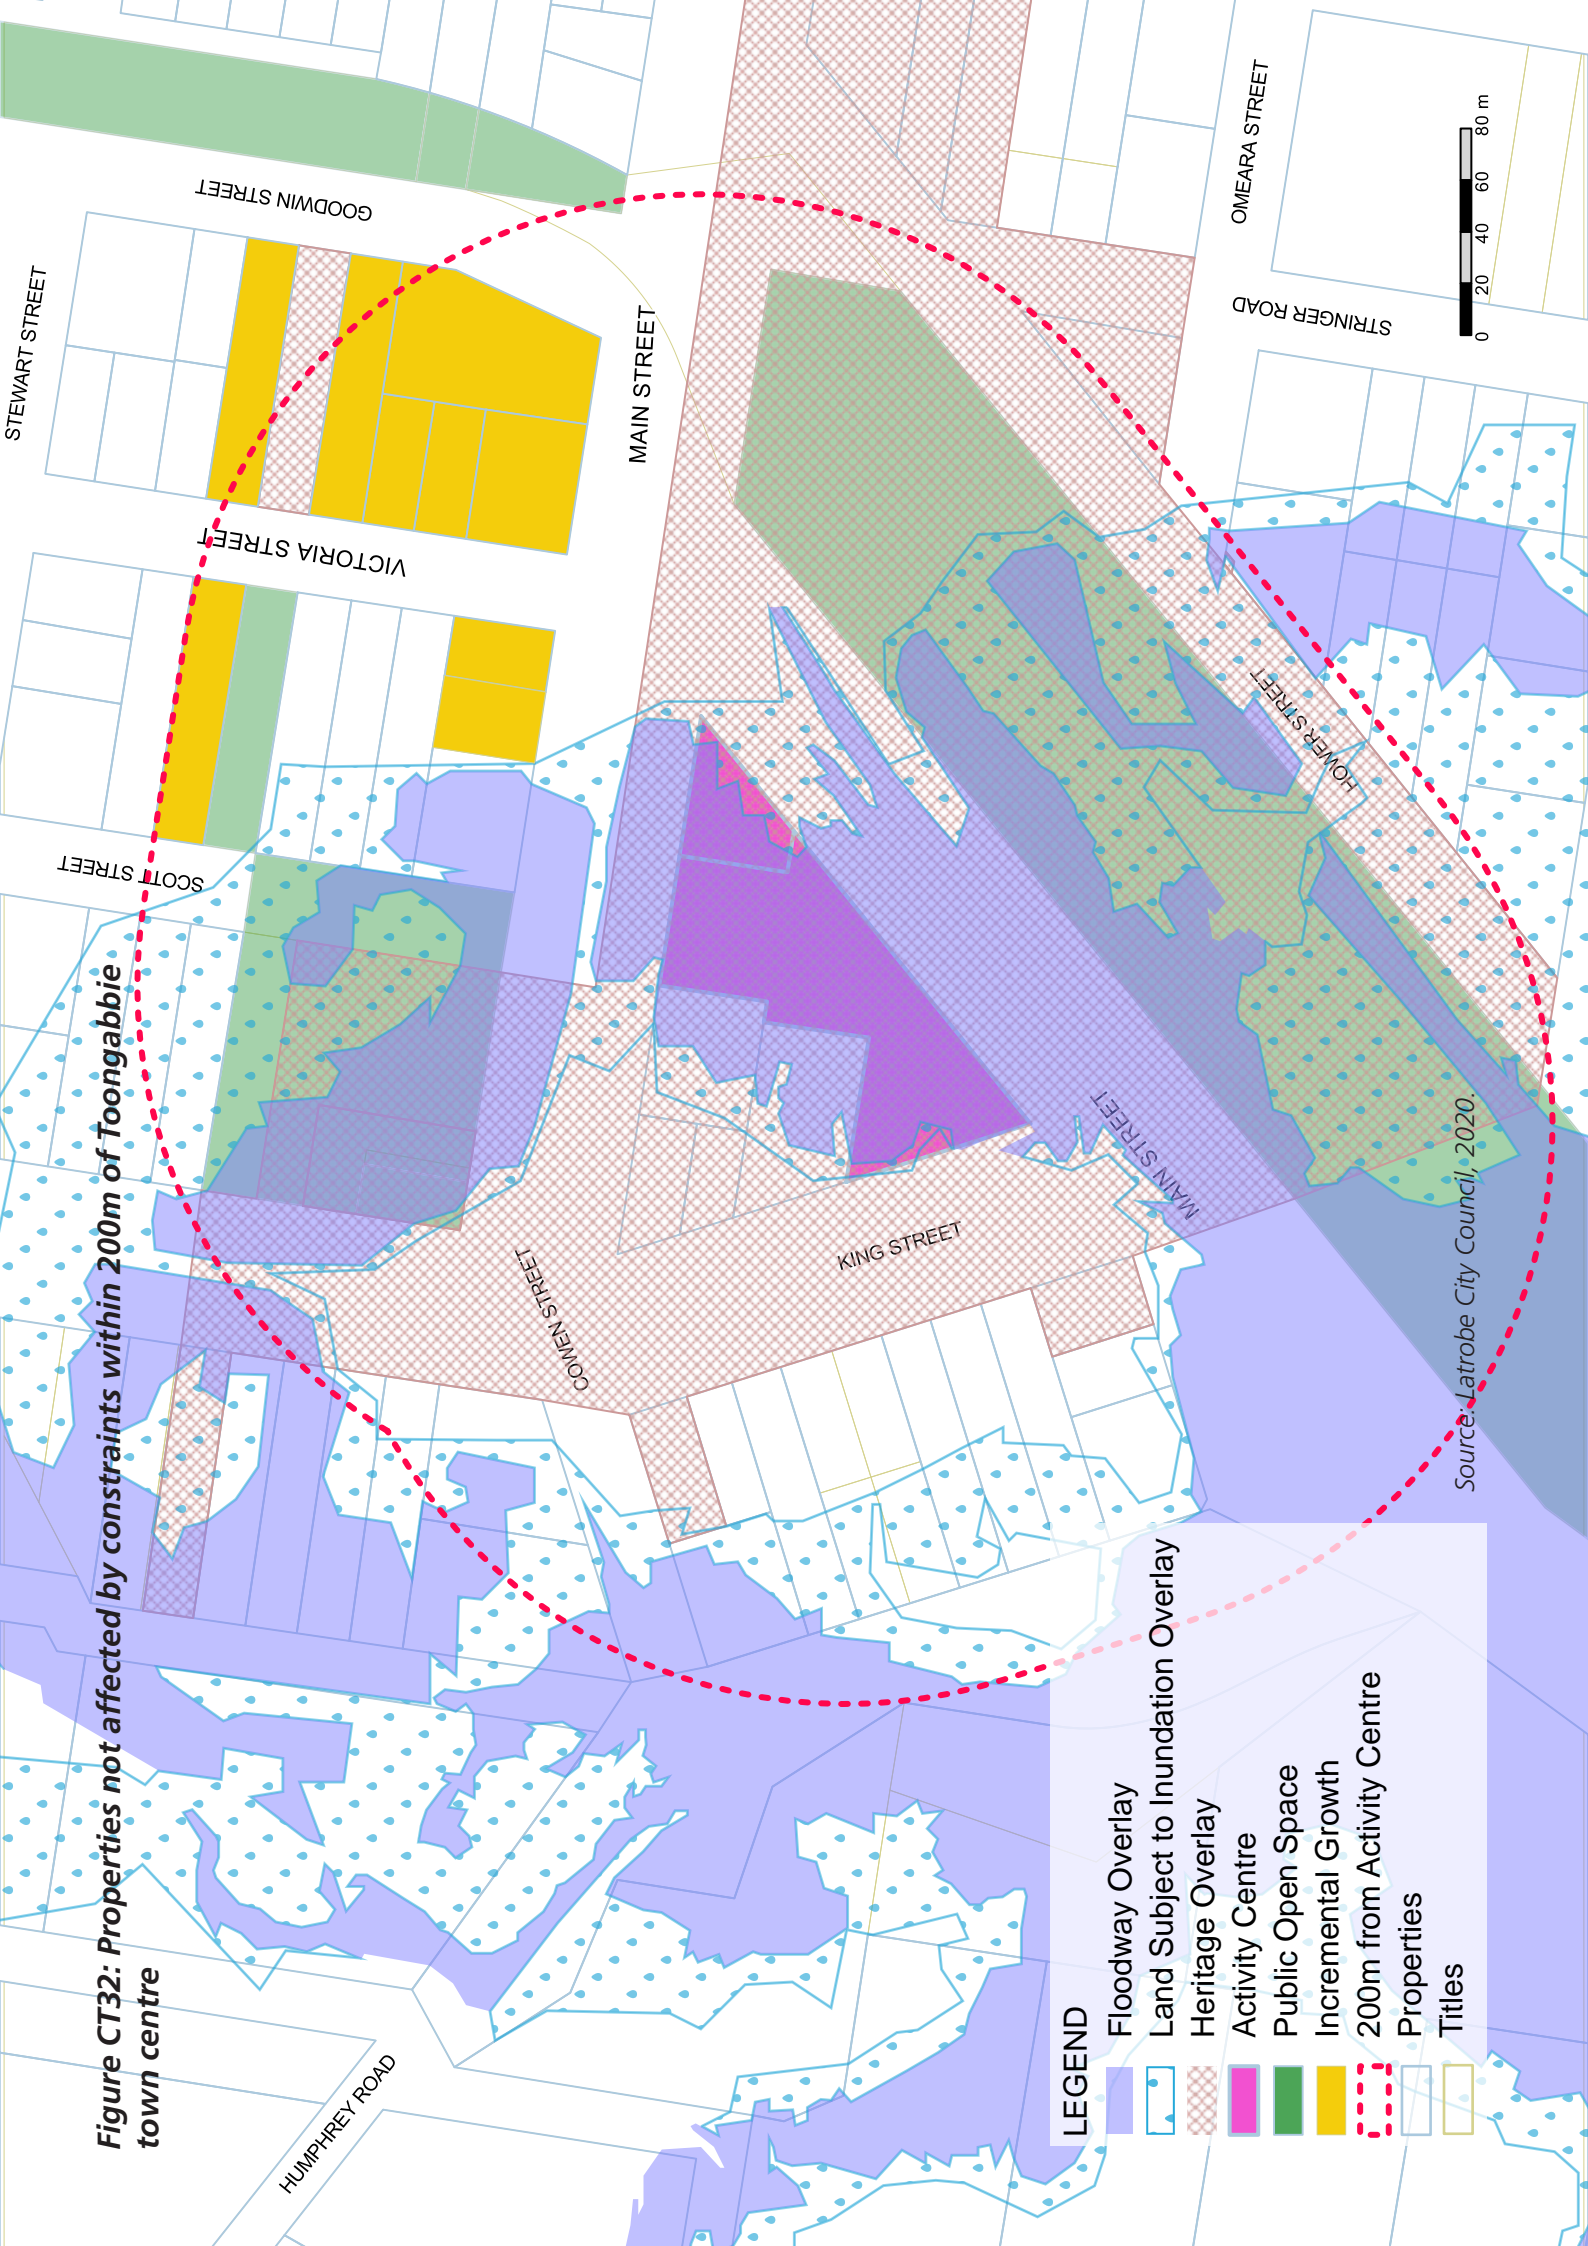 Figure CT32: Properties not affected by constraints within 200m of Toongabbie
town centre
HUMPHREY ROAD
SCOTT STREET
STEWART STREET
VICTORIA STREET
GOODWIN STREET
COWEN STREET
MAIN STREET
KING STREET
MAIN STREET
HOWER STREET
STRINGER ROAD
OMEARA STREET
LEGEND
Floodway Overlay
Land Subject to Inundation Overlay
Heritage Overlay
Activity Centre
Public Open Space
Incremental Growth
200m from Activity Centre
Properties
Titles
Source: Latrobe City Council, 2020.
0 20 40 60 80 m